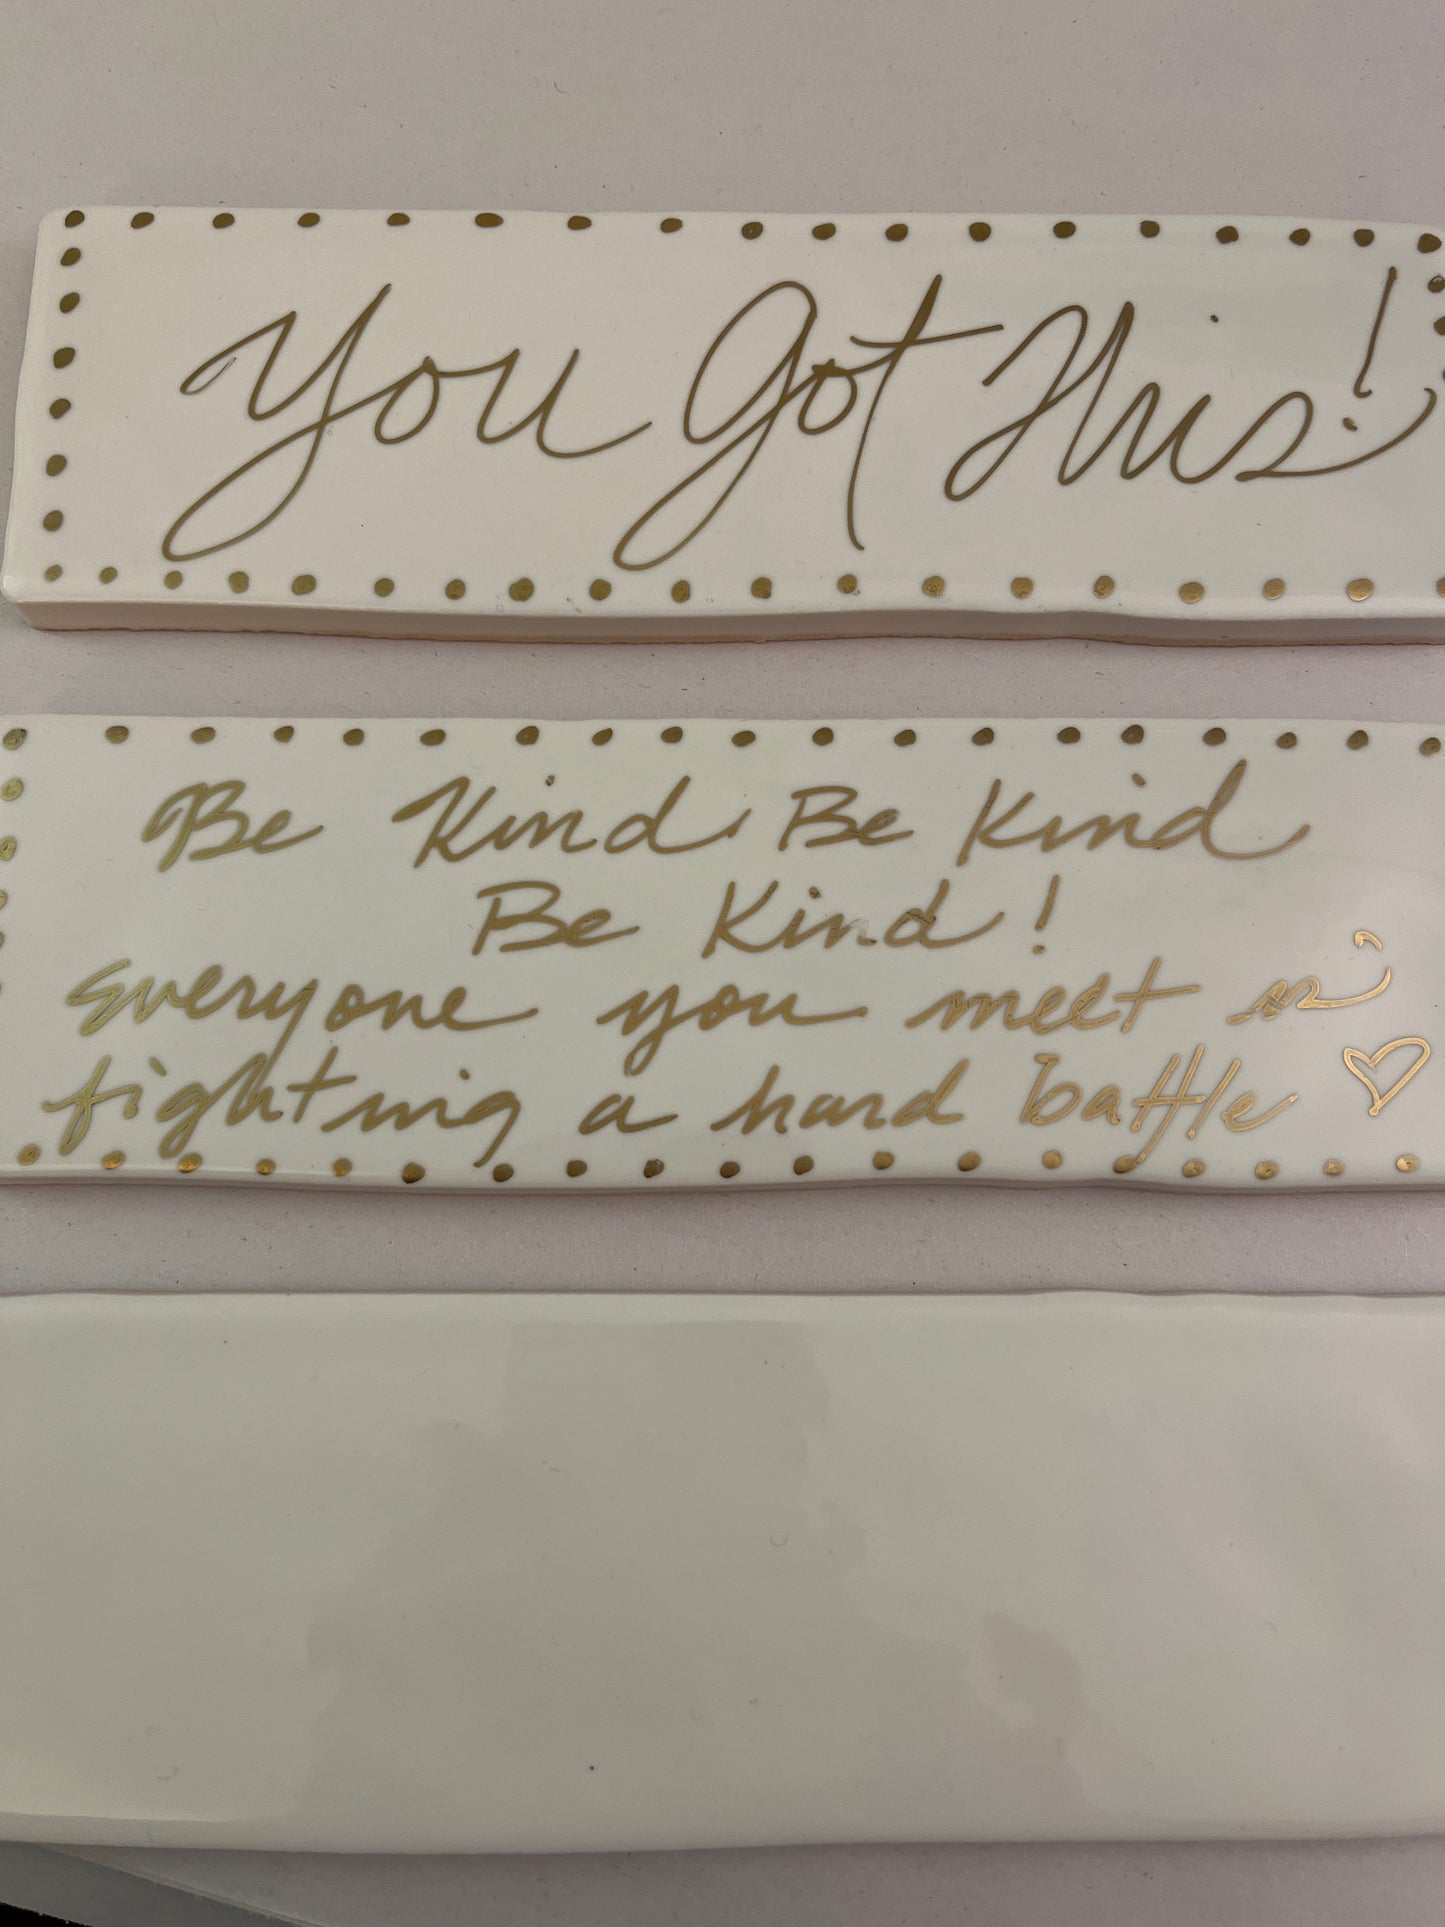 You Got This!
Be Kind Be Kind
Be Kind!
Everyone you meet is
fighting a hard battle ♡